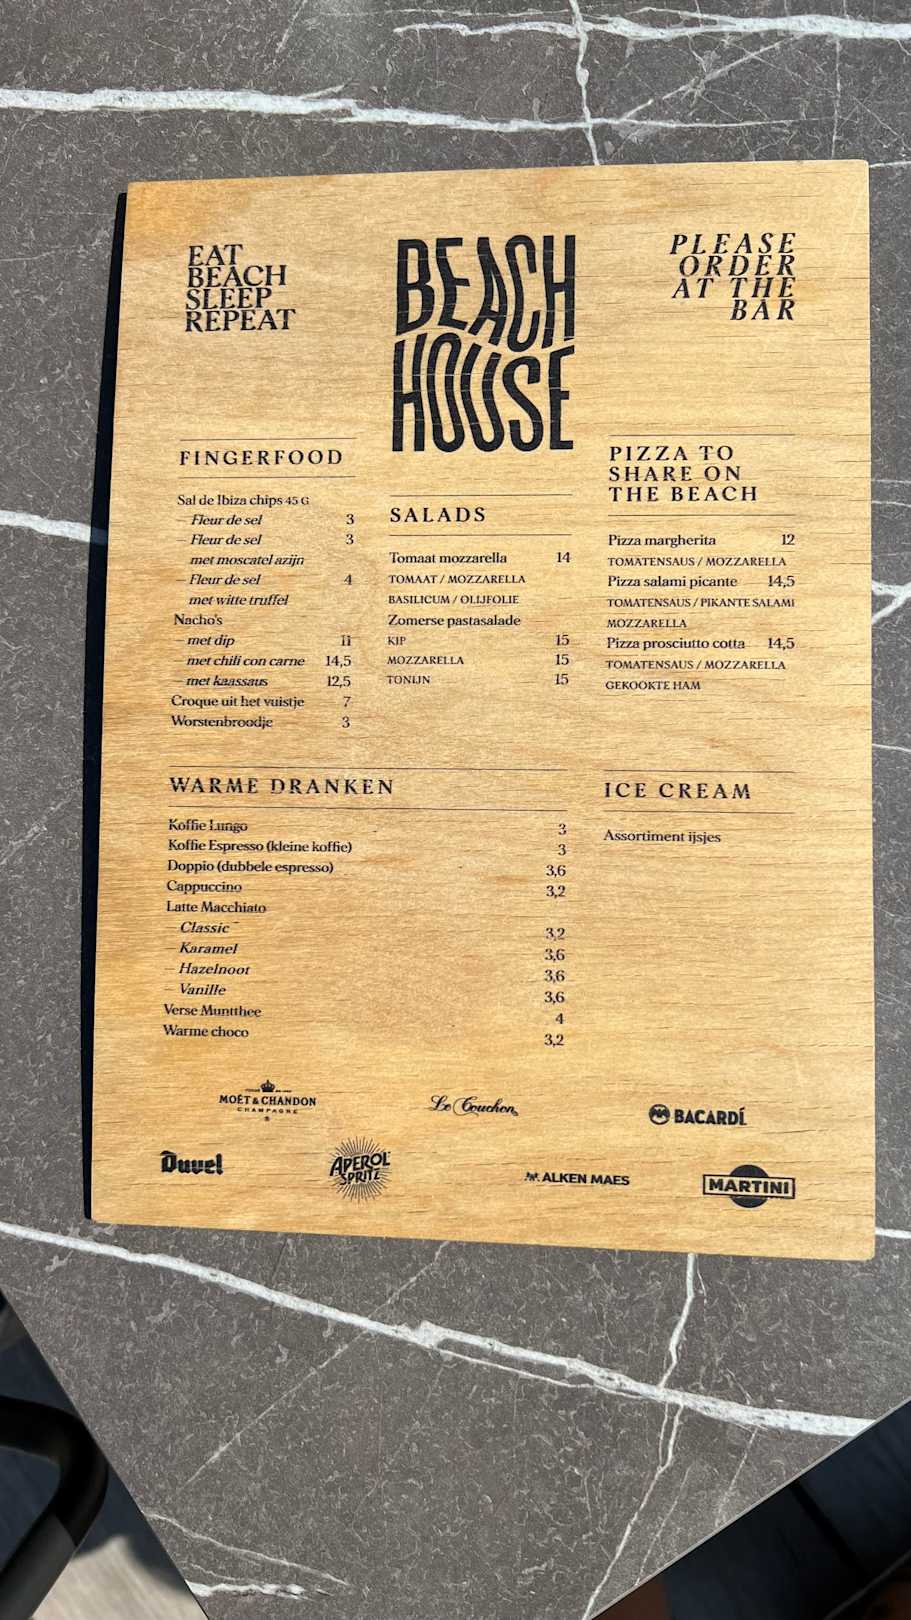 EAT
BEACH
SLEEP
REPEAT
BEACH
HOUSE
PLEASE
ORDER
AT THE
BAR
FINGERFOOD
Sal de Ibiza chips 45 G
– Fleur de sel 3
– Fleur de sel 3
met moscatel azijn
– Fleur de sel 4
met witte truffel
Nacho's
– met dip 11
– met chili con carne 14,5
– met kaassaus 12,5
Croque uit het vuistje 7
Worstenbroodje 3
SALADS
Tomaat mozzarella 14
TOMAAT / MOZZARELLA
BASILICUM / OLIJFOLIE
Zomerse pastasalade
KIP 15
MOZZARELLA 15
TONIJN 15
PIZZA TO
SHARE ON
THE BEACH
Pizza margherita 12
TOMATENSAUS / MOZZARELLA
Pizza salami picante 14,5
TOMATENSAUS / PIKANTE SALAMI
MOZZARELLA
Pizza prosciutto cotta 14,5
TOMATENSAUS / MOZZARELLA
GEKOOKTE HAM
WARME DRANKEN
Koffie Lungo 3
Koffie Espresso (kleine koffie) 3
Doppio (dubbele espresso) 3,6
Cappuccino 3,2
Latte Macchiato
– Classic 3,2
– Karamel 3,6
– Hazelnoot 3,6
– Vanille 3,6
Verse Muntthee 4
Warme choco 3,2
ICE CREAM
Assortiment ijsjes
MOËT & CHANDON
CHAMPAGNE
Le Couchon
BACARDÍ
Duvel
APEROL
SPRITZ
ALKEN MAES
MARTINI